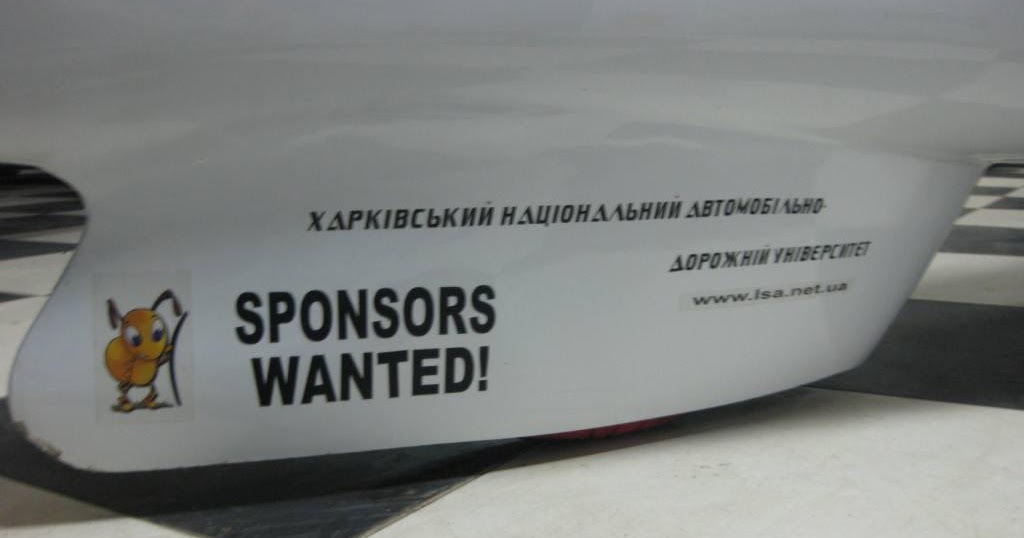 ХАРКІВСЬКИЙ НАЦІОНАЛЬНИЙ АВТОМОБІЛЬНО-
ДОРОЖНІЙ УНІВЕРСИТЕТ
www.lsa.net.ua
SPONSORS
WANTED!